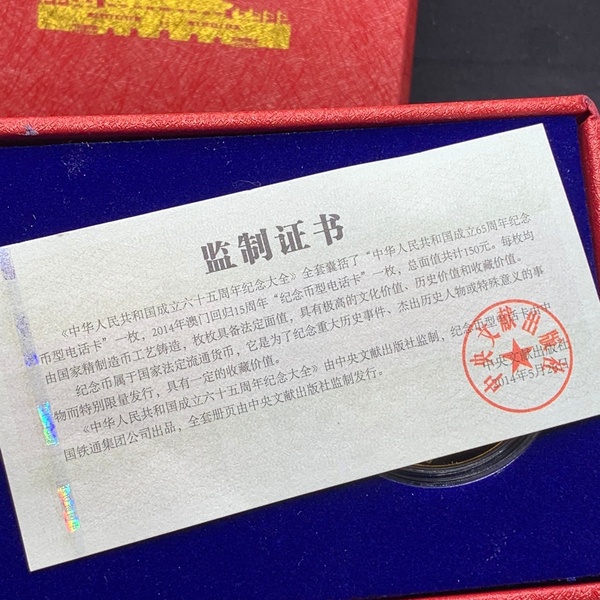 监制证书
《中华人民共和国成立六十五周年纪念大全》全套囊括了“中华人民共和国成立65周年纪念
币型电话卡”一枚，2014年澳门回归15周年“纪念币型电话卡”一枚，总面值共计150元。每枚均
由国家精制造币工艺铸造，枚枚具备法定面值，具有极高的文化价值、历史价值和收藏价值。
纪念币属于国家法定流通货币，它是为了纪念重大历史事件、杰出历史人物或特殊意义的事
物而特别限量发行，具有一定的收藏价值。
《中华人民共和国成立六十五周年纪念大全》由中央文献出版社监制，纪念币型电话卡由中
国铁通集团公司出品，全套册页由中央文献出版社监制发行。
中央文献出版社
2014年5月
中央文献出版社